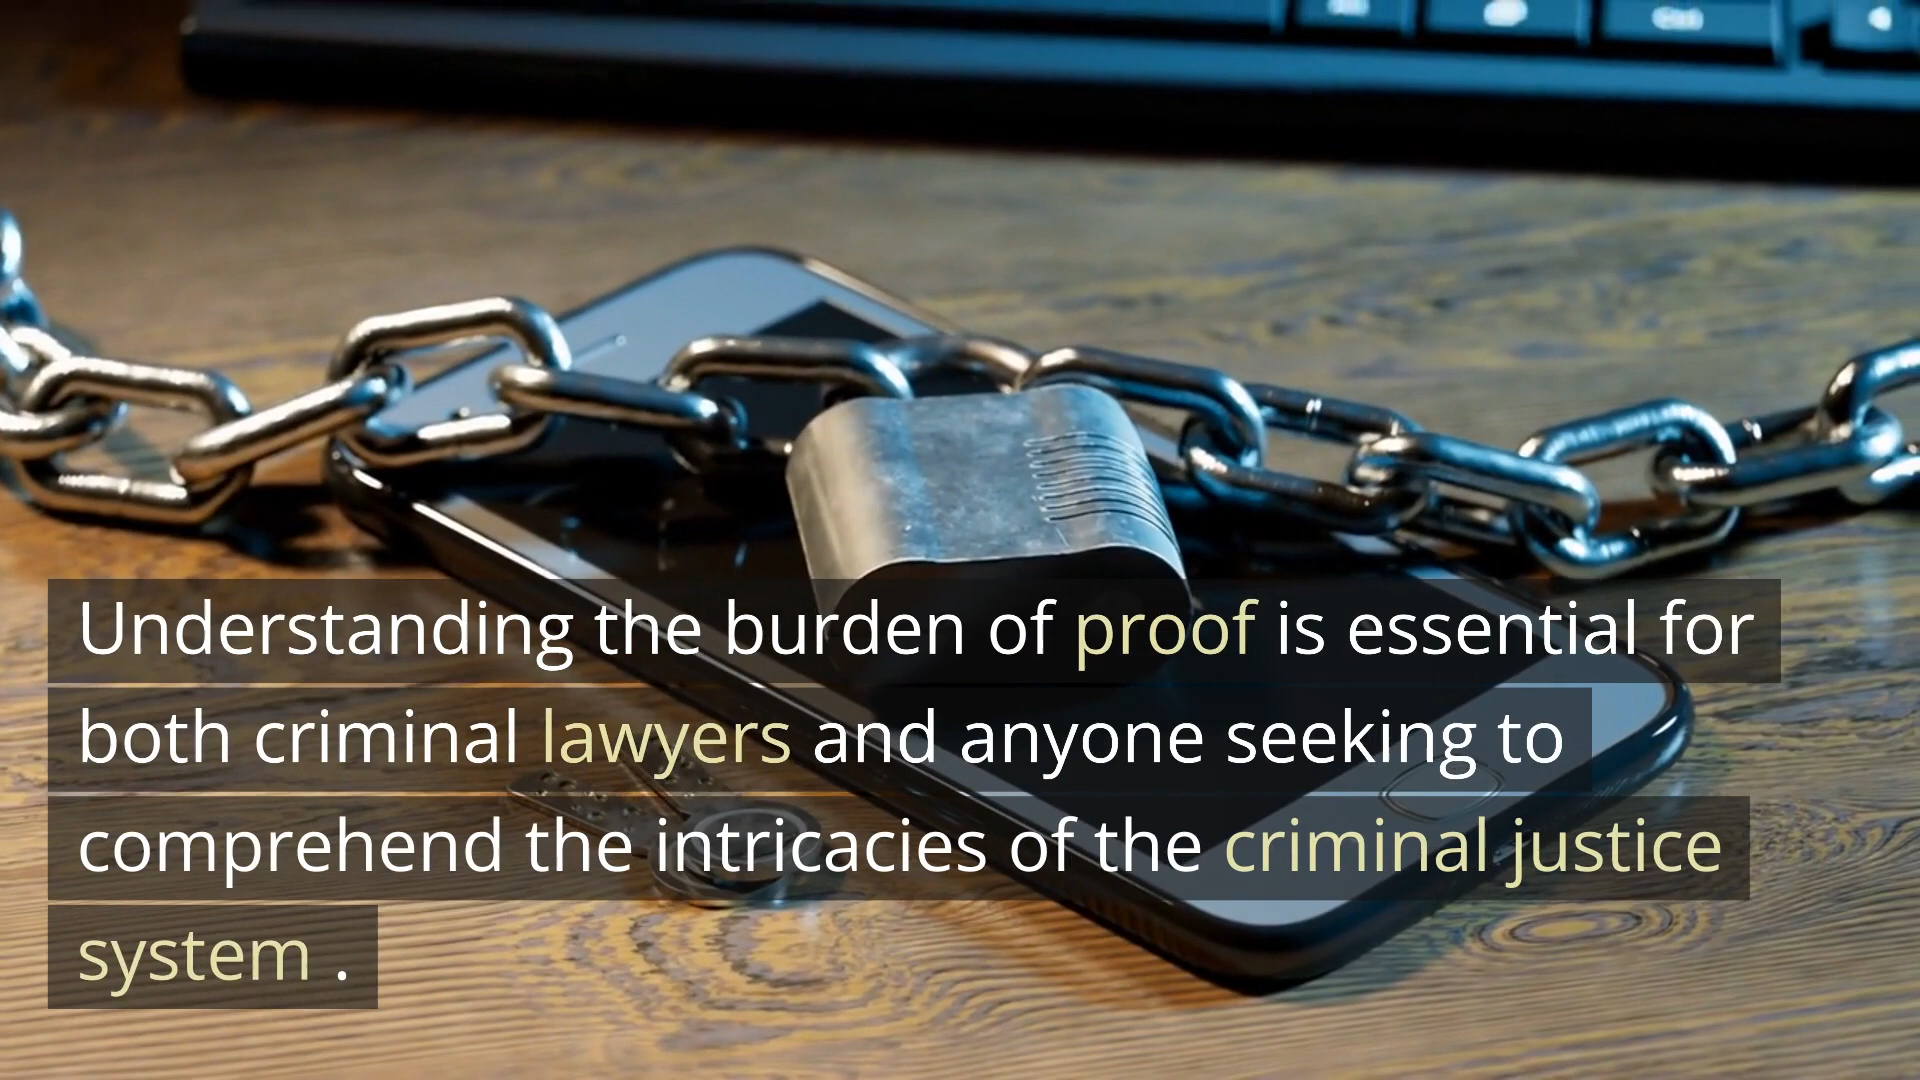 Understanding the burden of proof is essential for
both criminal lawyers and anyone seeking to
comprehend the intricacies of the criminal justice
system .